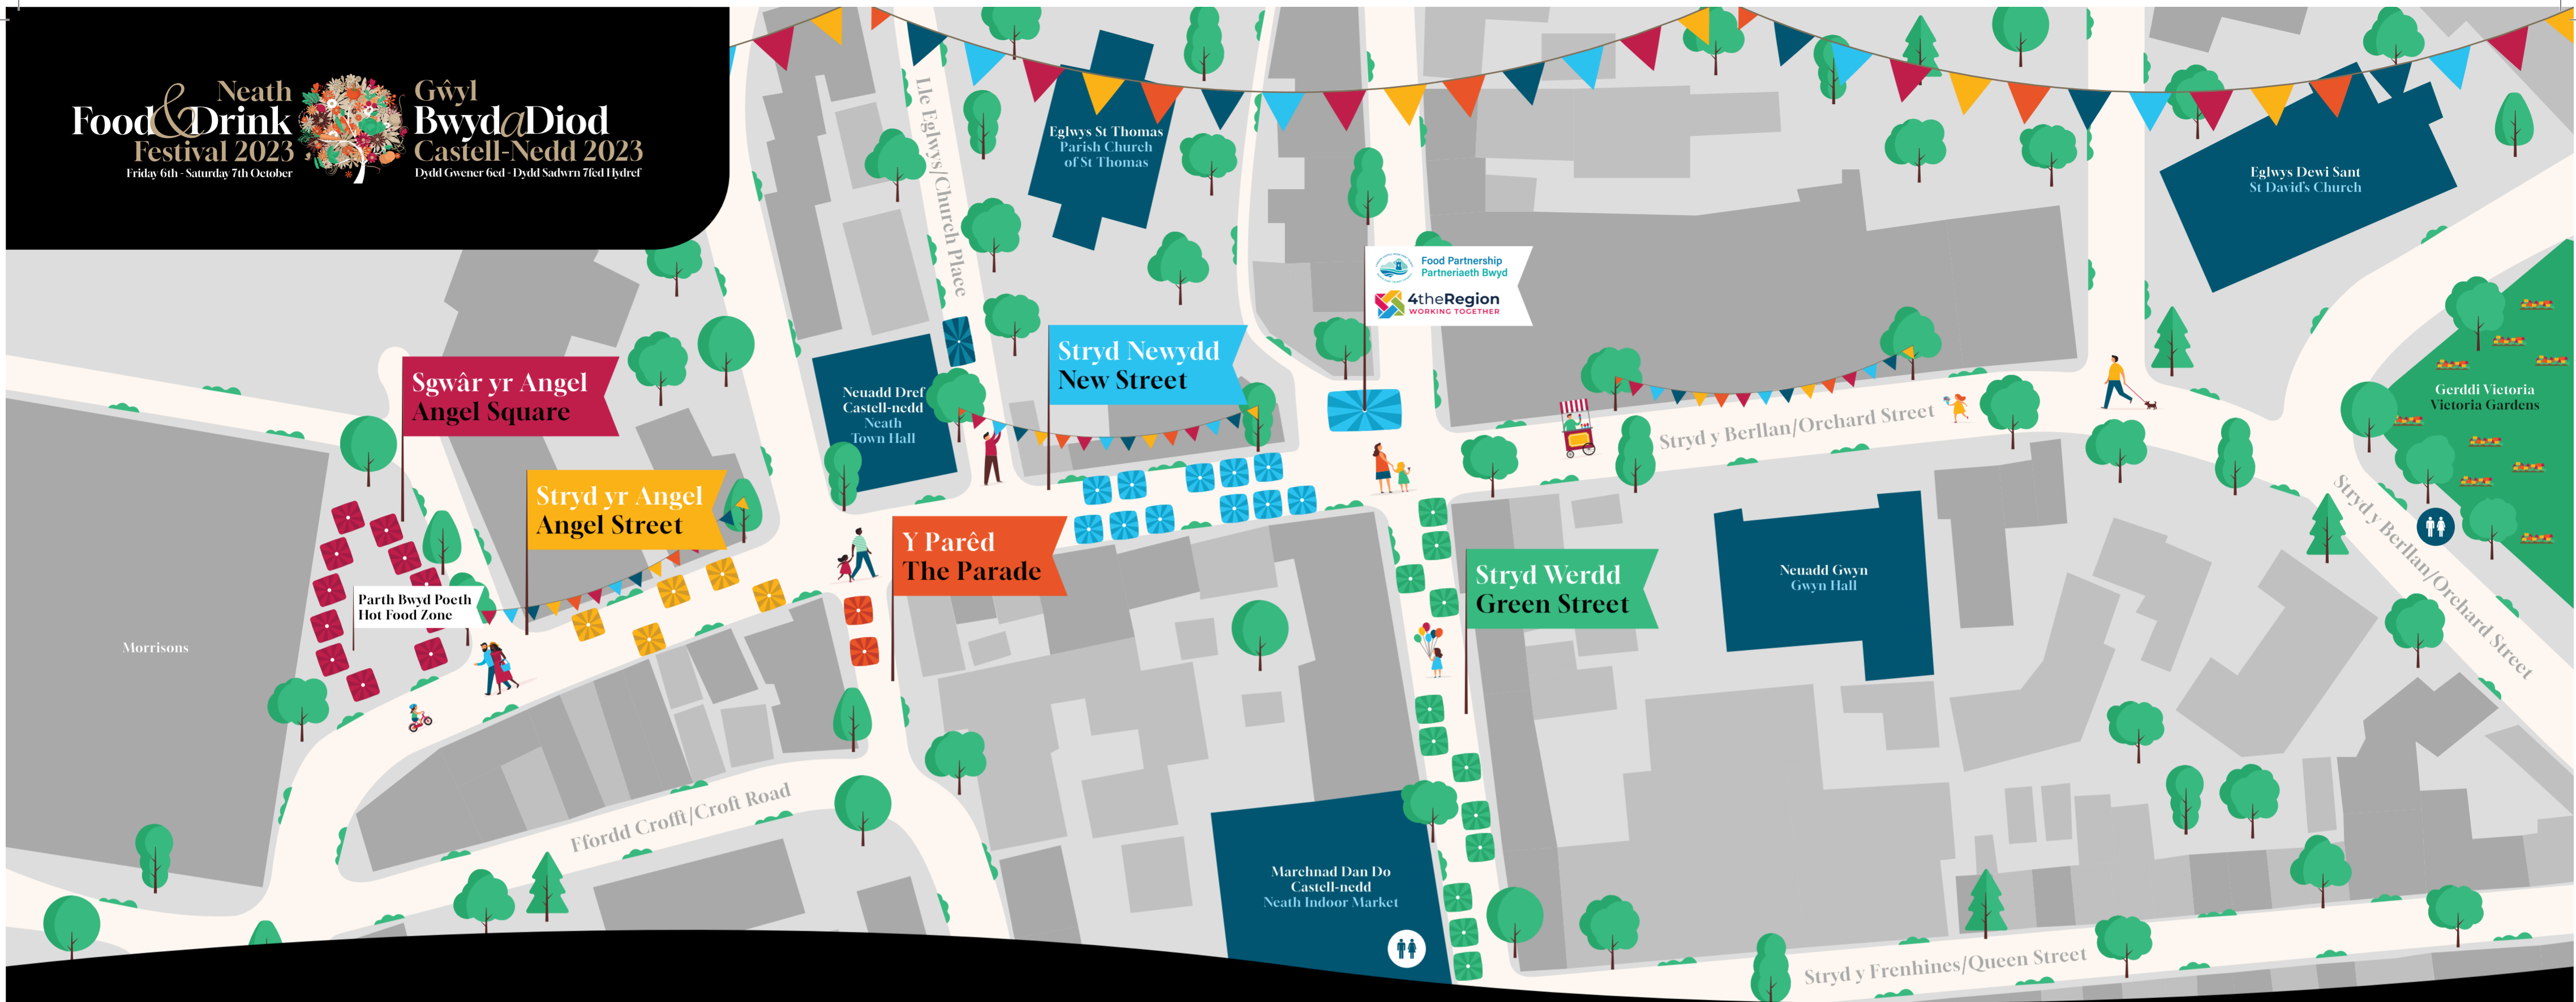 Neath
Food & Drink
Festival 2023
Friday 6th - Saturday 7th October
Gŵyl
Bwyd a Diod
Castell-Nedd 2023
Dydd Gwener 6ed - Dydd Sadwrn 7fed Hydref
Lle Eglwys/Church Place
Eglwys St Thomas
Parish Church
of St Thomas
Eglwys Dewi Sant
St David's Church
Food Partnership
Partneriaeth Bwyd
4theRegion
WORKING TOGETHER
Sgwâr yr Angel
Angel Square
Stryd Newydd
New Street
Neuadd Dref
Castell-nedd
Neath
Town Hall
Gerddi Victoria
Victoria Gardens
Stryd y Berllan/Orchard Street
Stryd yr Angel
Angel Street
Y Parêd
The Parade
Stryd Werdd
Green Street
Neuadd Gwyn
Gwyn Hall
Stryd y Berllan/Orchard Street
Parth Bwyd Poeth
Hot Food Zone
Morrisons
Ffordd Crofft/Croft Road
Marchnad Dan Do
Castell-nedd
Neath Indoor Market
Stryd y Frenhines/Queen Street